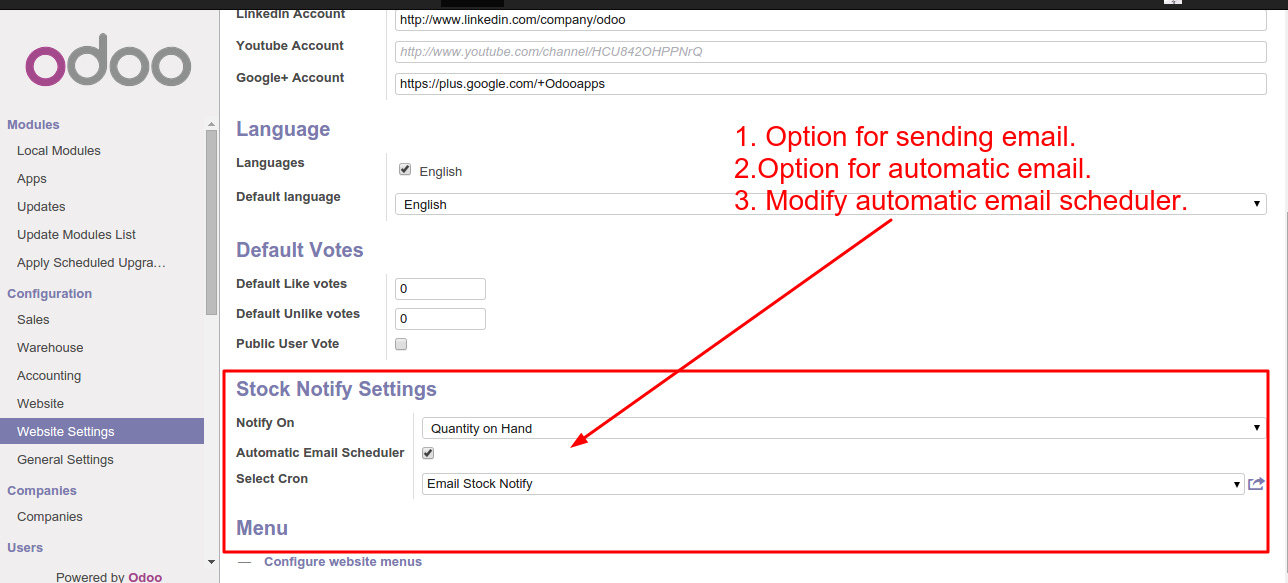 odoo
Modules
Local Modules
Apps
Updates
Update Modules List
Apply Scheduled Upgra…
Configuration
Sales
Warehouse
Accounting
Website
Website Settings
General Settings
Companies
Companies
Users
Powered by Odoo
LinkedIn Account
http://www.linkedin.com/company/odoo
Youtube Account
http://www.youtube.com/channel/HCU842OHPPNrQ
Google+ Account
https://plus.google.com/+Odooapps
Language
Languages
English
Default language
English
1. Option for sending email.
2.Option for automatic email.
3. Modify automatic email scheduler.
Default Votes
Default Like votes
0
Default Unlike votes
0
Public User Vote
Stock Notify Settings
Notify On
Quantity on Hand
Automatic Email Scheduler
Select Cron
Email Stock Notify
Menu
— Configure website menus